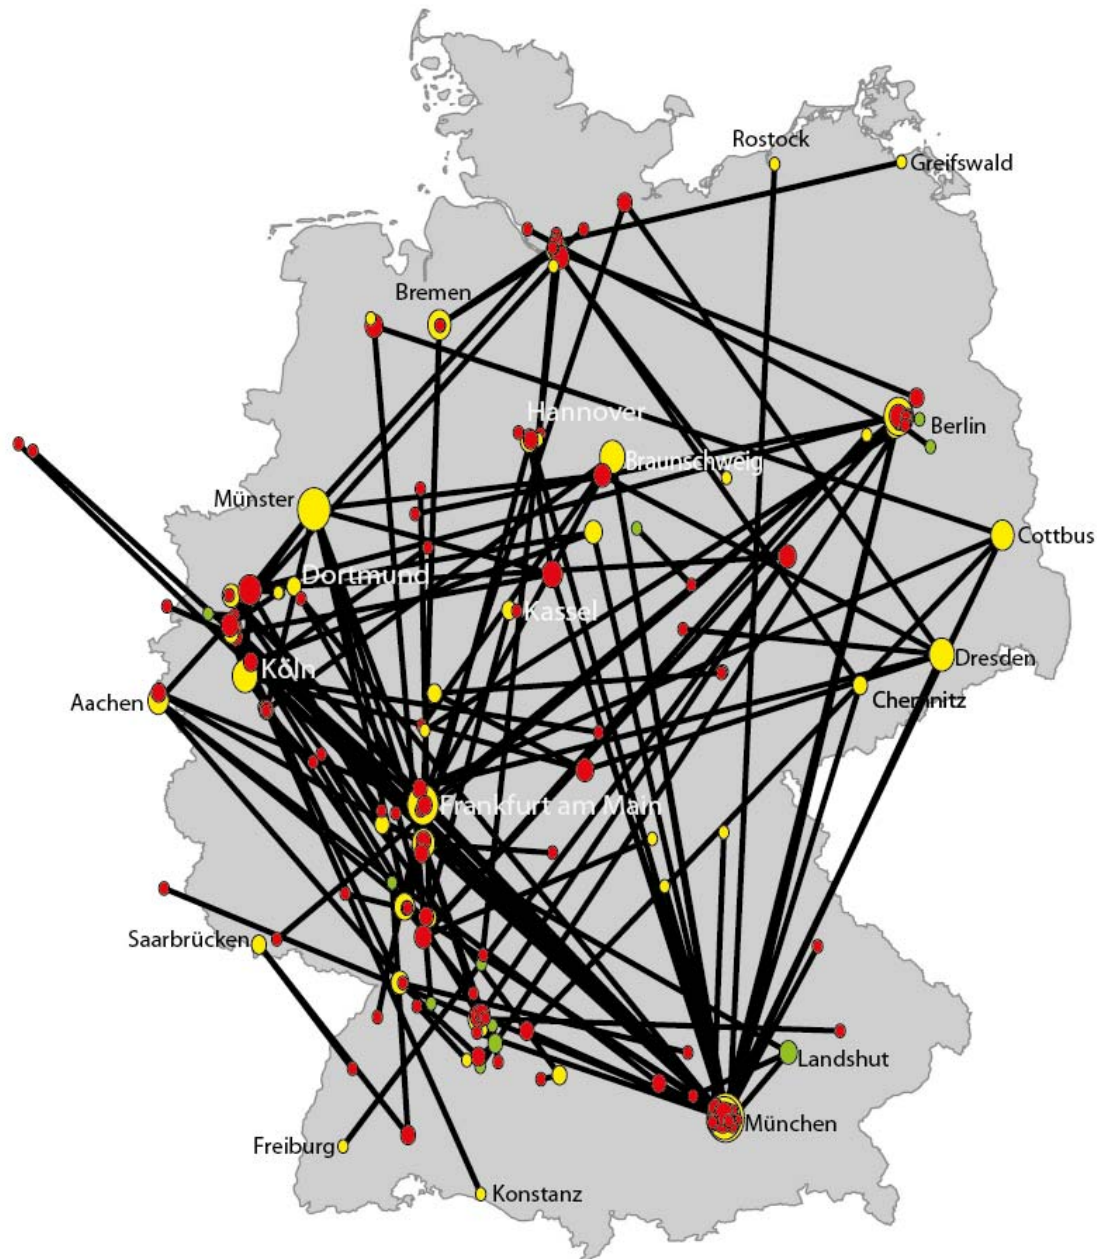 Rostock
Greifswald
Bremen
Hannover
Berlin
Braunschweig
Münster
Cottbus
Dortmund
Kassel
Dresden
Köln
Chemnitz
Aachen
Frankfurt am Main
Saarbrücken
Landshut
München
Freiburg
Konstanz